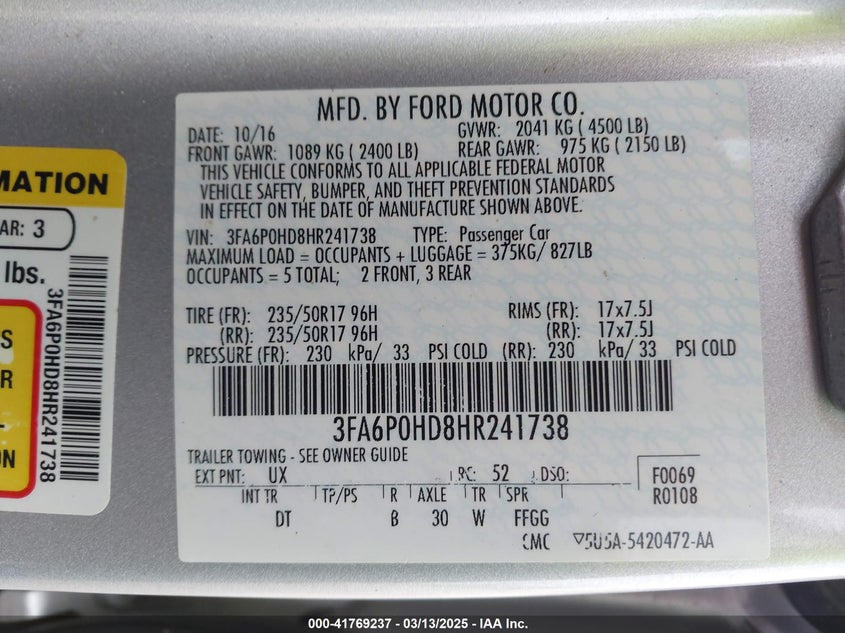 MATION
AR: 3
lbs.
S
R
L
ON
3FA6P0HD8HR241738
MFD. BY FORD MOTOR CO.
DATE: 10/16 GVWR: 2041 KG ( 4500 LB)
FRONT GAWR: 1089 KG ( 2400 LB) REAR GAWR: 975 KG ( 2150 LB)
THIS VEHICLE CONFORMS TO ALL APPLICABLE FEDERAL MOTOR
VEHICLE SAFETY, BUMPER, AND THEFT PREVENTION STANDARDS
IN EFFECT ON THE DATE OF MANUFACTURE SHOWN ABOVE.
VIN: 3FA6P0HD8HR241738 TYPE: Passenger Car
MAXIMUM LOAD = OCCUPANTS + LUGGAGE = 375KG/ 827LB
OCCUPANTS = 5 TOTAL; 2 FRONT, 3 REAR
TIRE (FR): 235/50R17 96H RIMS (FR): 17x7.5J
(RR): 235/50R17 96H (RR): 17x7.5J
PRESSURE (FR): 230 kPa/ 33 PSI COLD (RR): 230 kPa/ 33 PSI COLD
3FA6P0HD8HR241738
TRAILER TOWING - SEE OWNER GUIDE
EXT PNT: UX RC: 52 DSO: F0069
INT TR TP/PS R AXLE TR SPR R0108
DT B 30 W FFGG
CMC ▽5U5A-5420472-AA
000-41769237 - 03/13/2025 - IAA Inc.